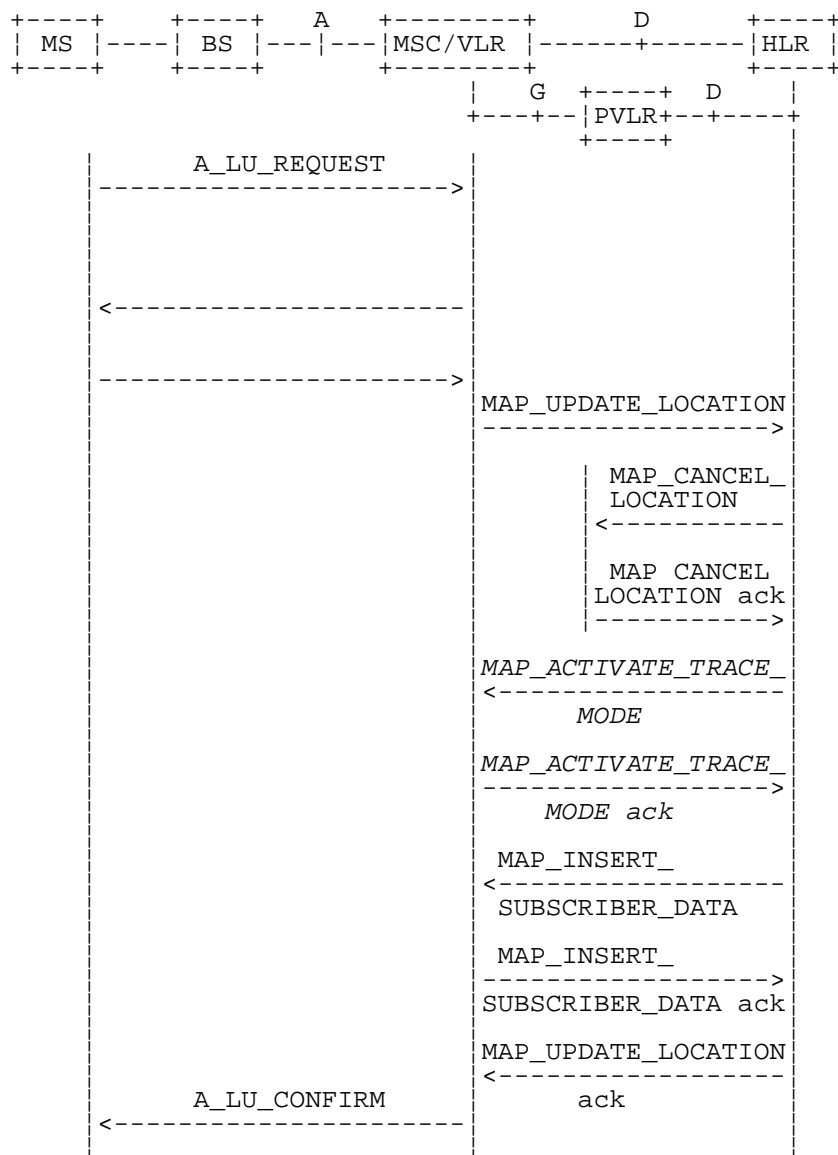 A D
MS BS MSC/VLR HLR
G D
PVLR
A_LU_REQUEST
MAP_UPDATE_LOCATION
MAP_CANCEL_
LOCATION
MAP CANCEL
LOCATION ack
MAP_ACTIVATE_TRACE_
MODE
MAP_ACTIVATE_TRACE_
MODE ack
MAP_INSERT_
SUBSCRIBER_DATA
MAP_INSERT_
SUBSCRIBER_DATA ack
MAP_UPDATE_LOCATION
A_LU_CONFIRM ack